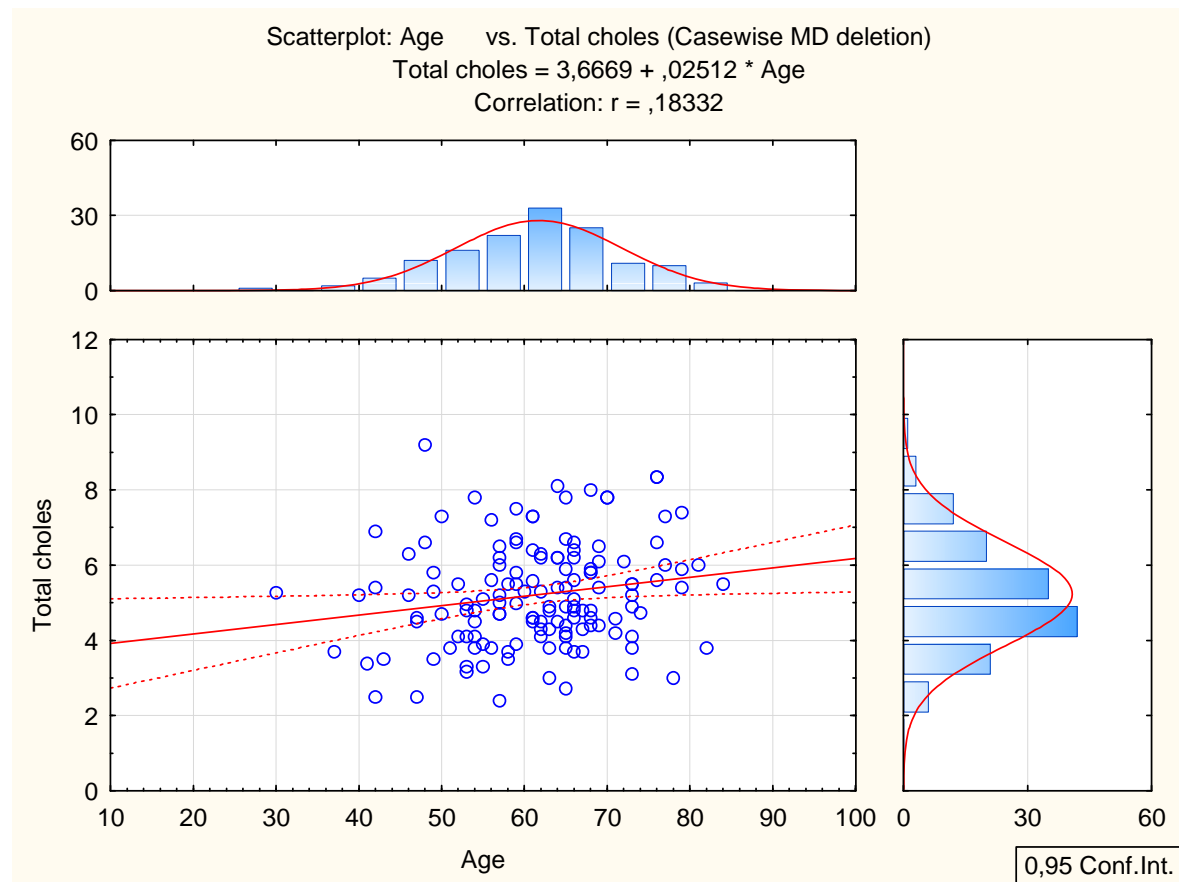 Scatterplot: Age vs. Total choles (Casewise MD deletion)
Total choles = 3,6669 + ,02512 * Age
Correlation: r = ,18332
60
30
0
12
10
8
6
4
2
0
Total choles
10 20 30 40 50 60 70 80 90 100
Age
0 30 60
0,95 Conf.Int.